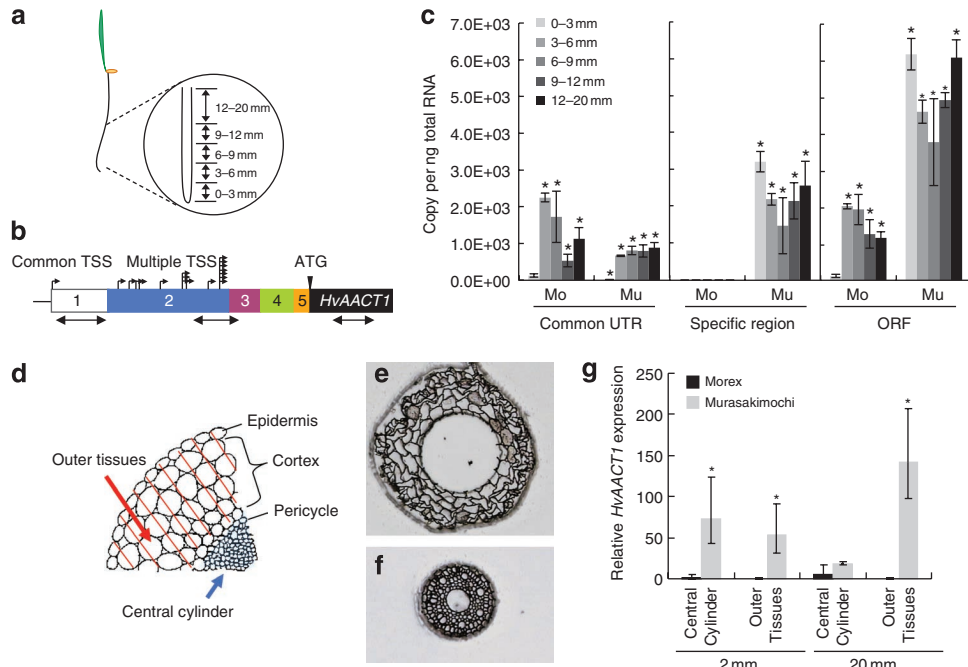 a
12–20 mm
9–12 mm
6–9 mm
3–6 mm
0–3 mm
b
Common TSS
Multiple TSS
ATG
1
2
3
4
5
HvAACT1
c
Copy per ng total RNA
7.0E+03
6.0E+03
5.0E+03
4.0E+03
3.0E+03
2.0E+03
1.0E+03
0.0E+00
0–3 mm
3–6 mm
6–9 mm
9–12 mm
12–20 mm
* * * * * * * * *
* * * * *
* * * * * * * * *
Mo
Mu
Mo
Mu
Mo
Mu
Common UTR
Specific region
ORF
d
Epidermis
Outer tissues
Cortex
Pericycle
Central cylinder
e
f
g
Relative HvAACT1 expression
250
200
150
100
50
0
Morex
Murasakimochi
* * *
Central
Cylinder
Outer
Tissues
Central
Cylinder
Outer
Tissues
2 mm
20 mm